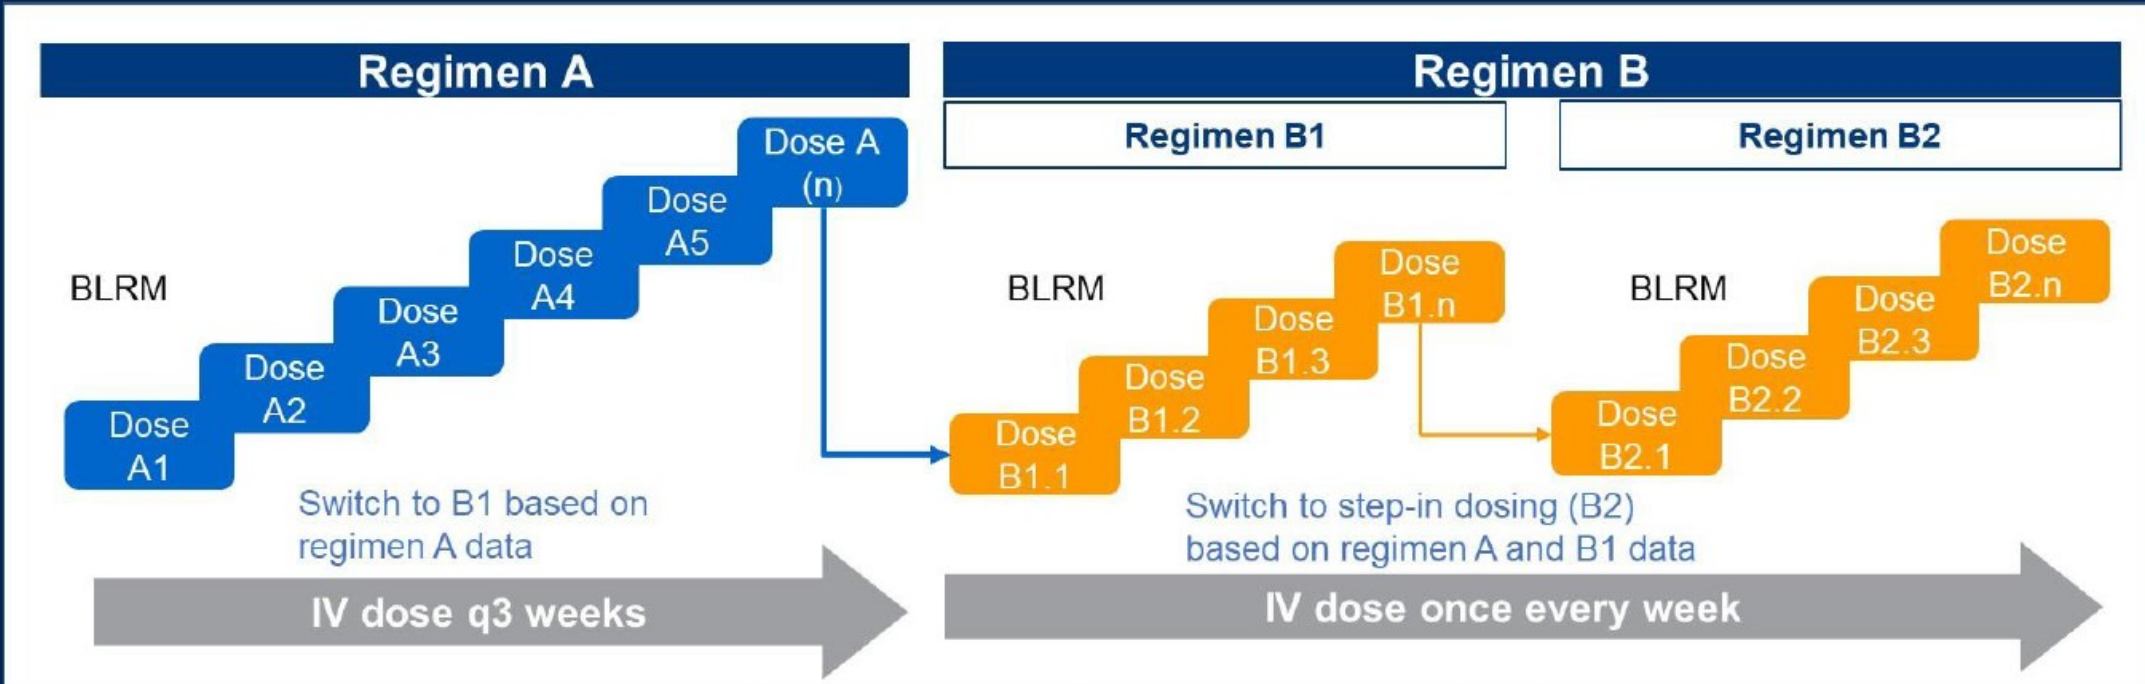 Regimen A
Dose A
(n)
Dose
A5
Dose
A4
BLRM
Dose
A3
Dose
A2
Dose
A1
Switch to B1 based on
regimen A data
IV dose q3 weeks
Regimen B
Regimen B1
BLRM
Dose
B1.n
Dose
B1.3
Dose
B1.2
Dose
B1.1
Regimen B2
BLRM
Dose
B2.n
Dose
B2.3
Dose
B2.2
Dose
B2.1
Switch to step-in dosing (B2)
based on regimen A and B1 data
IV dose once every week